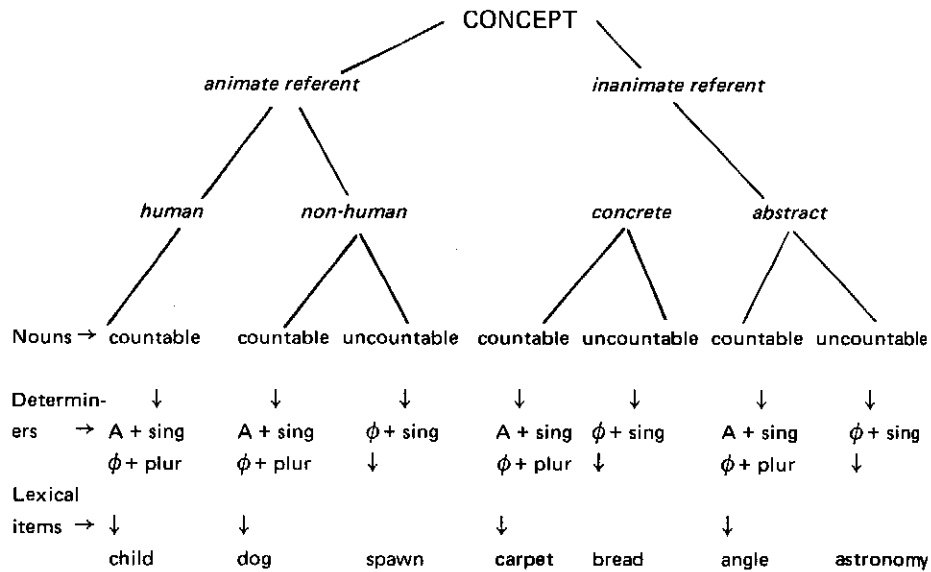 CONCEPT
animate referent inanimate referent
human non-human concrete abstract
Nouns → countable countable uncountable countable uncountable countable uncountable
Determin- ↓ ↓ ↓ ↓ ↓ ↓ ↓
ers → A + sing A + sing ϕ + sing A + sing ϕ + sing A + sing ϕ + sing
ϕ + plur ϕ + plur ↓ ϕ + plur ↓ ϕ + plur ↓
Lexical
items → ↓ ↓ ↓ ↓
child dog spawn carpet bread angle astronomy